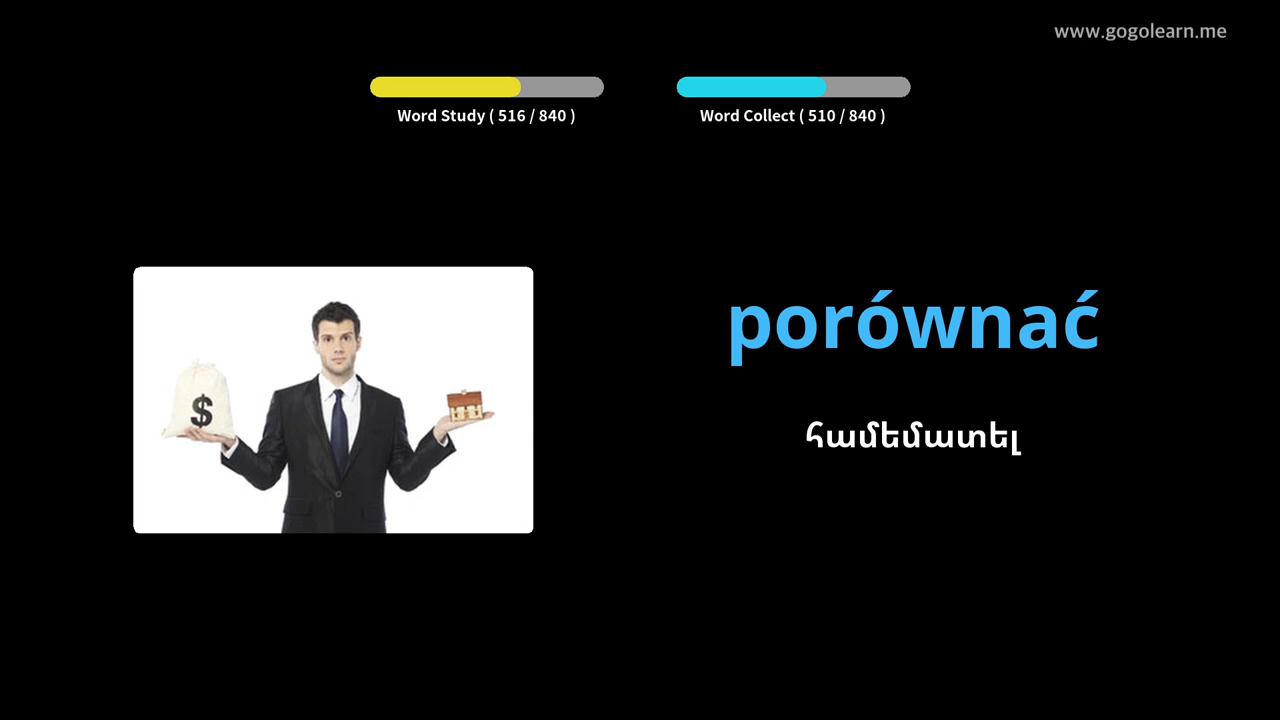 www.gogolearn.me
Word Study ( 516 / 840 )
Word Collect ( 510 / 840 )
$
porównać
համեմատել